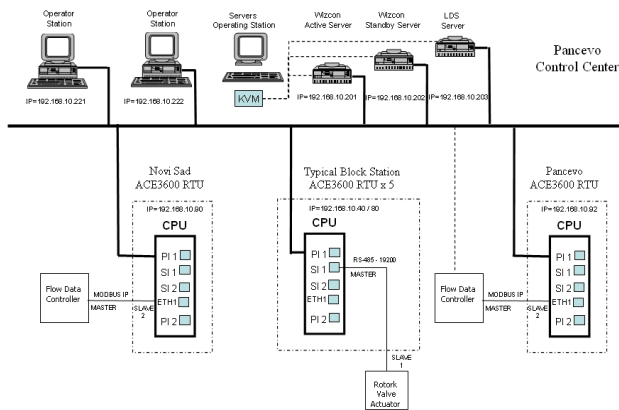 Operator
Station
Operator
Station
Servers
Operating Station
Wizcon
Active Server
Wizcon
Standby Server
LDS
Server
Pancevo
Control Center
KVM
IP=192.168.10.221
IP=192.168.10.222
IP=192.168.10.201
IP=192.168.10.202
IP=192.168.10.203
Novi Sad
ACE3600 RTU
IP=192.168.10.90
CPU
PI 1
SI 1
SI 2
ETH1
PI 2
Flow Data
Controller
MODBUS IP
MASTER
SLAVE
2
Typical Block Station
ACE3600 RTU x 5
IP=192.168.10.40 / 80
CPU
PI 1
SI 1
SI 2
ETH1
PI 2
RS-485 - 19200
MASTER
SLAVE
1
Rotork
Valve
Actuator
Pancevo
ACE3600 RTU
IP=192.168.10.92
CPU
PI 1
SI 1
SI 2
ETH1
PI 2
Flow Data
Controller
MODBUS IP
MASTER
SLAVE
2